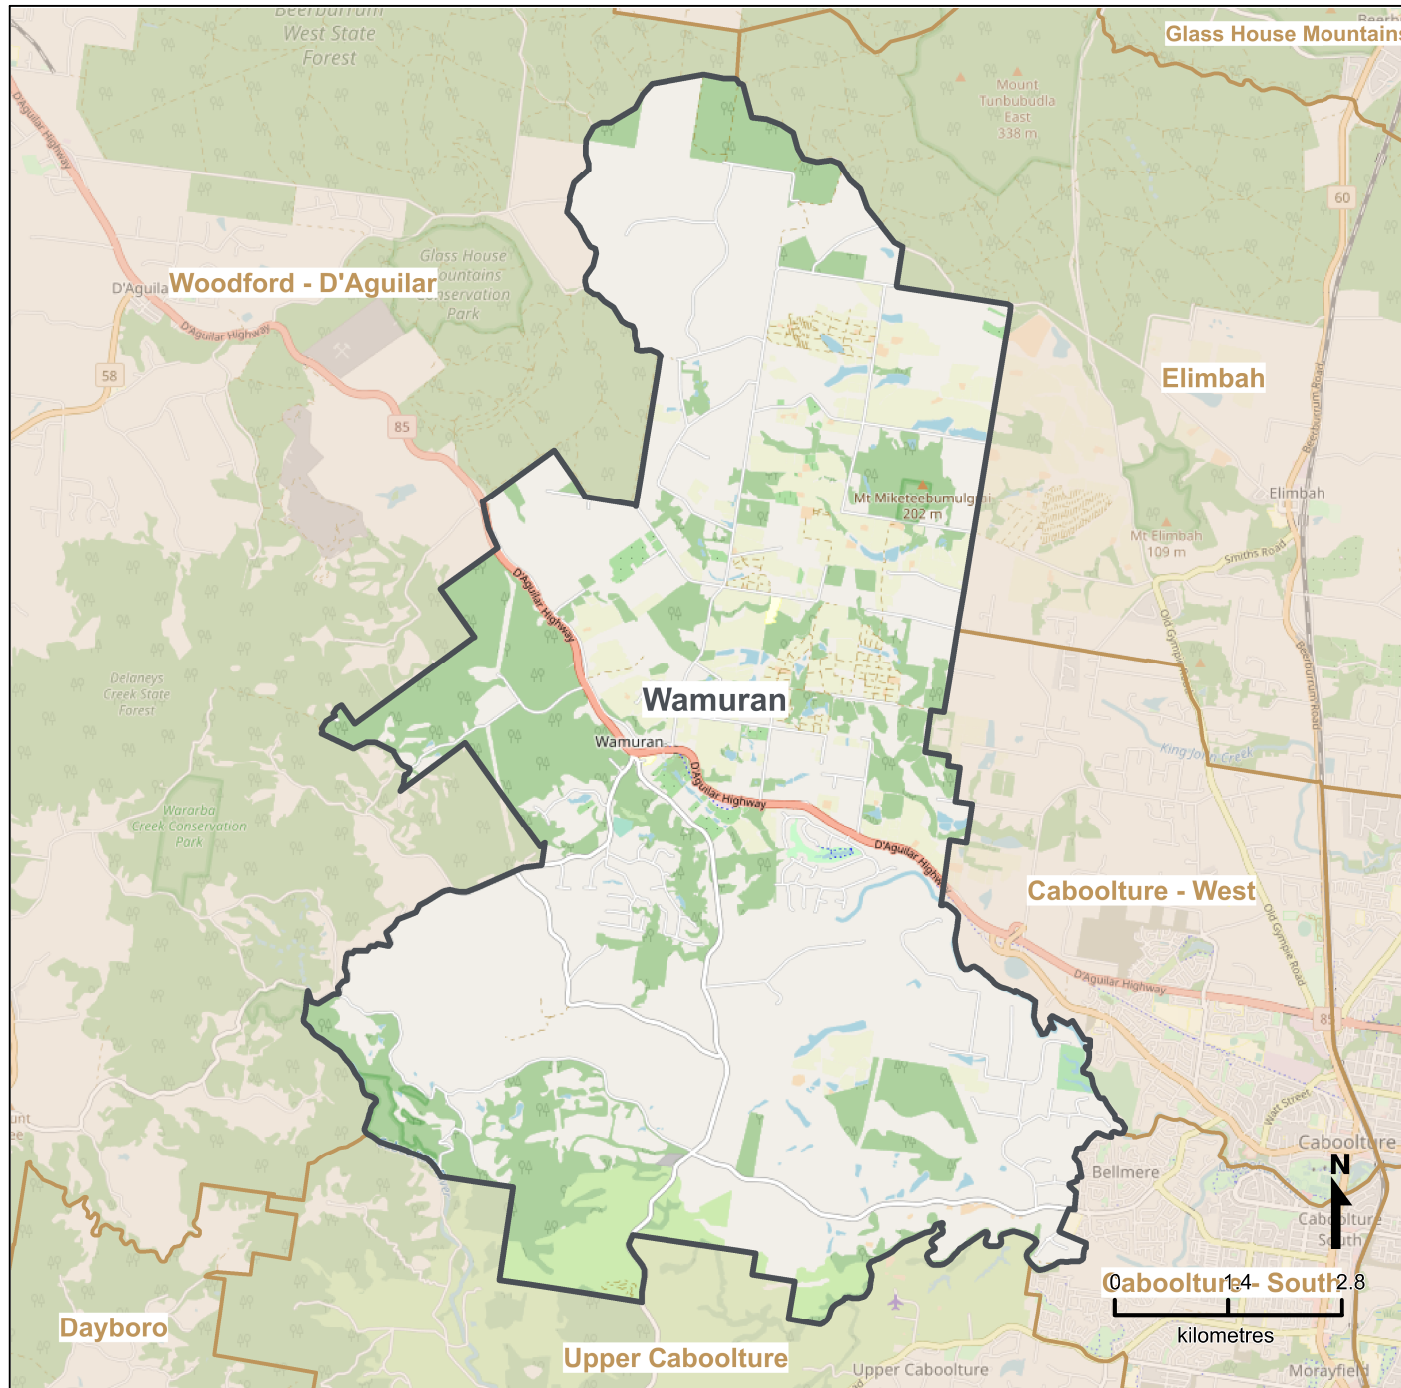 Beerburrum
West State
Forest
Glass House Mountains
Mount
Tunbubudla
East
338 m
D'Aguilar Highway
60
Glass House
Mountains
Conservation
Park
Woodford - D'Aguilar
D'Aguila
D'Aguilar Highway
58
85
Elimbah
Beerburrum Road
Mt Miketeebumulgrai
202 m
Elimbah
Mt Elimbah
109 m
Smiths Road
D'Aguilar Highway
Old Gympie Road
Beerburrum Road
Delaneys
Creek State
Forest
Wamuran
Wamuran
King John Creek
D'Aguilar Highway
Wararba
Creek Conservation
Park
D'Aguilar Highway
Caboolture - West
Old Gympie Road
D'Aguilar Highway
85
Watt Street
Caboolture
Bellmere
N
Caboolture
South
Caboolture - South
0 1.4 2.8
kilometres
Dayboro
Upper Caboolture
Upper Caboolture
Morayfield